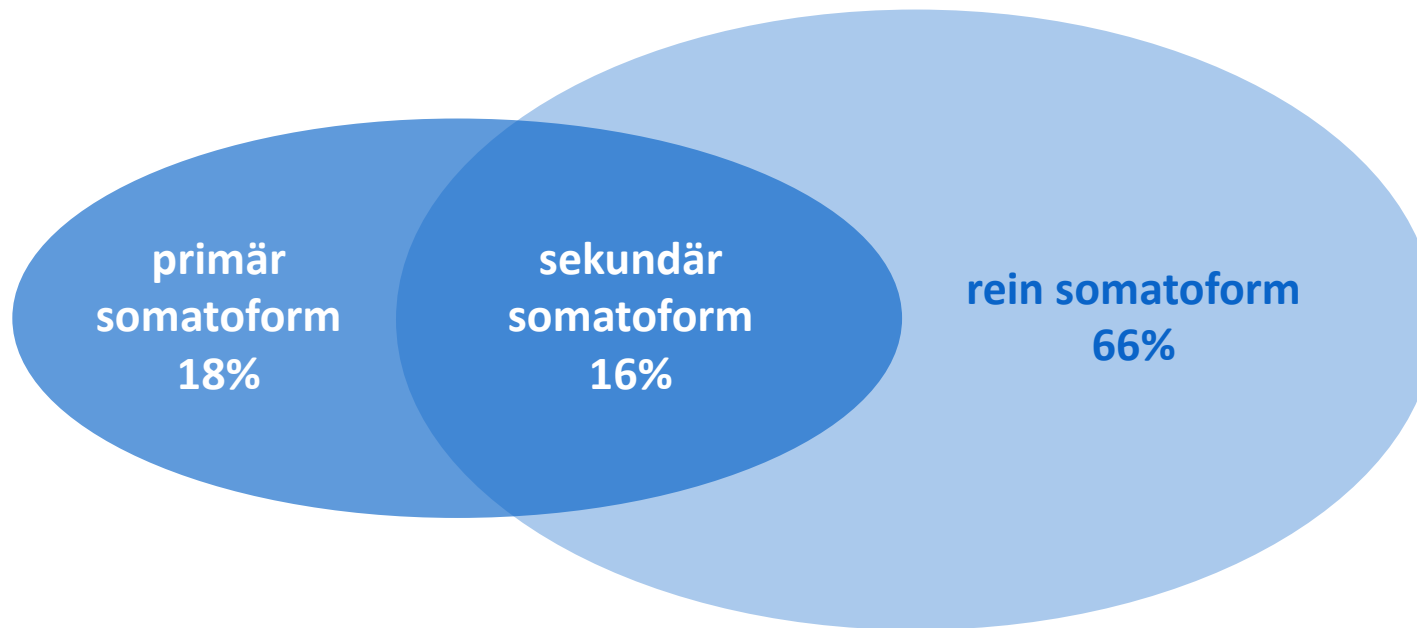 primär
somatoform
18%
sekundär
somatoform
16%
rein somatoform
66%